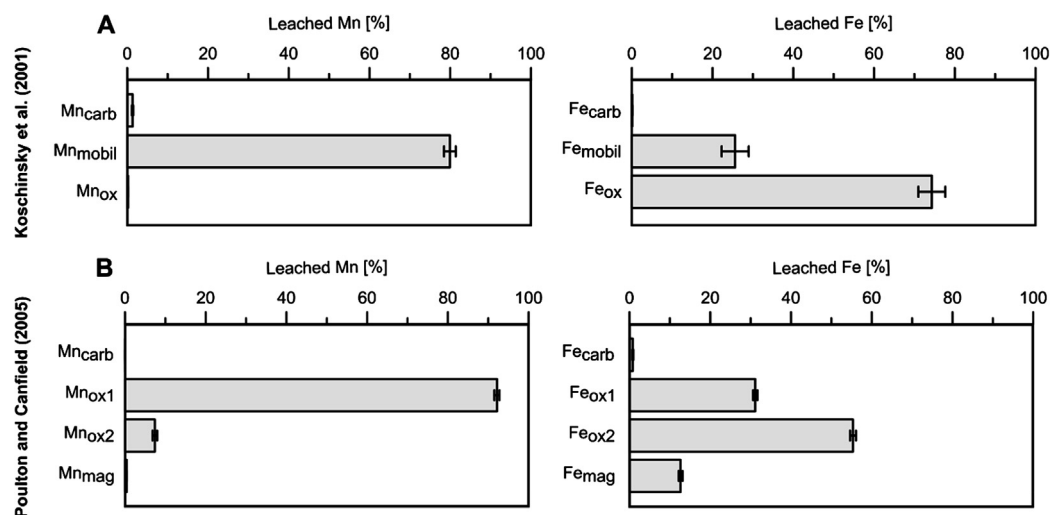 A
Leached Mn [%]
0 20 40 60 80 100
Koschinsky et al. (2001)
Mncarb
Mnmobil
Mnox
Leached Fe [%]
0 20 40 60 80 100
Fecarb
Femobil
Feox
B
Leached Mn [%]
0 20 40 60 80 100
Poulton and Canfield (2005)
Mncarb
Mnox1
Mnox2
Mnmag
Leached Fe [%]
0 20 40 60 80 100
Fecarb
Feox1
Feox2
Femag